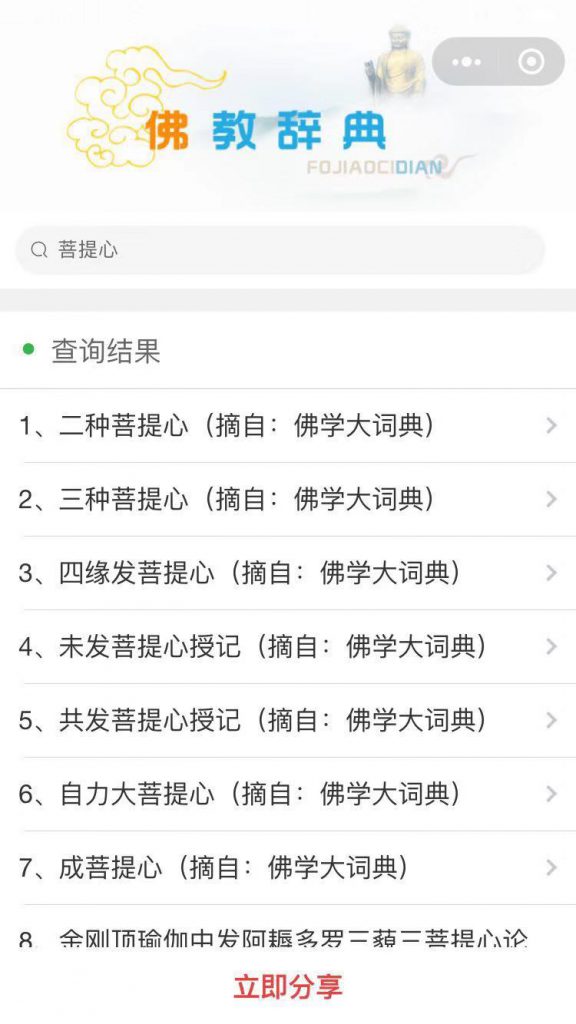 佛教辞典
FOJIAOCIDIAN
菩提心
查询结果
1、二种菩提心（摘自：佛学大词典）
2、三种菩提心（摘自：佛学大词典）
3、四缘发菩提心（摘自：佛学大词典）
4、未发菩提心授记（摘自：佛学大词典）
5、共发菩提心授记（摘自：佛学大词典）
6、自力大菩提心（摘自：佛学大词典）
7、成菩提心（摘自：佛学大词典）
8、金刚顶瑜伽中发阿耨多罗三藐三菩提心论
立即分享